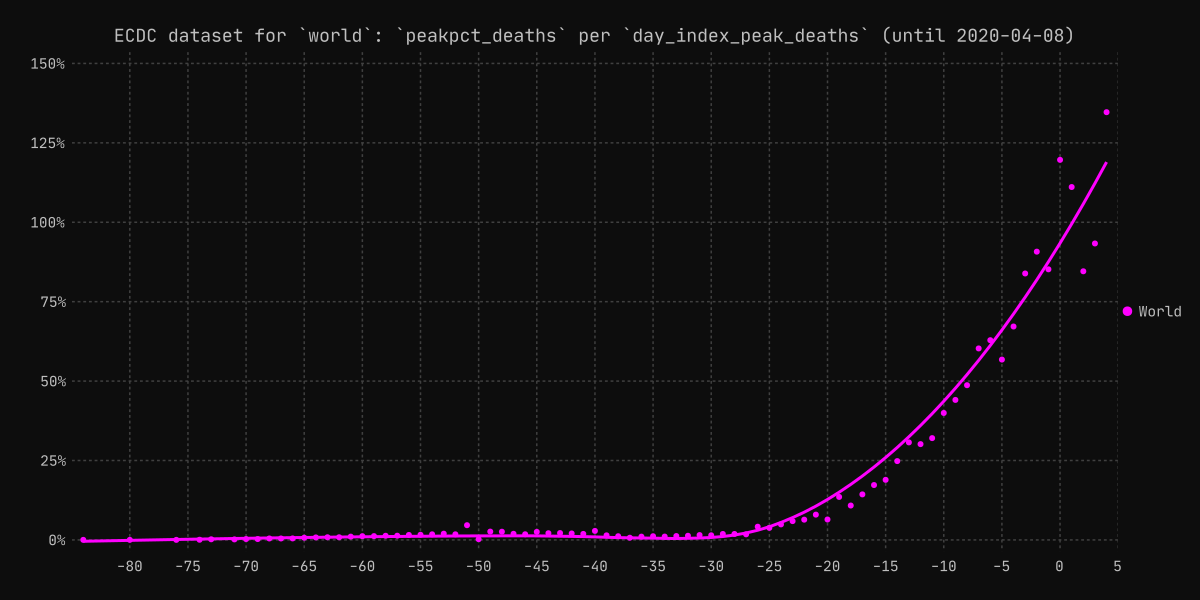 ECDC dataset for `world`: `peakpct_deaths` per `day_index_peak_deaths` (until 2020-04-08)
150%
125%
100%
75%
50%
25%
0%
-80 -75 -70 -65 -60 -55 -50 -45 -40 -35 -30 -25 -20 -15 -10 -5 0 5
World